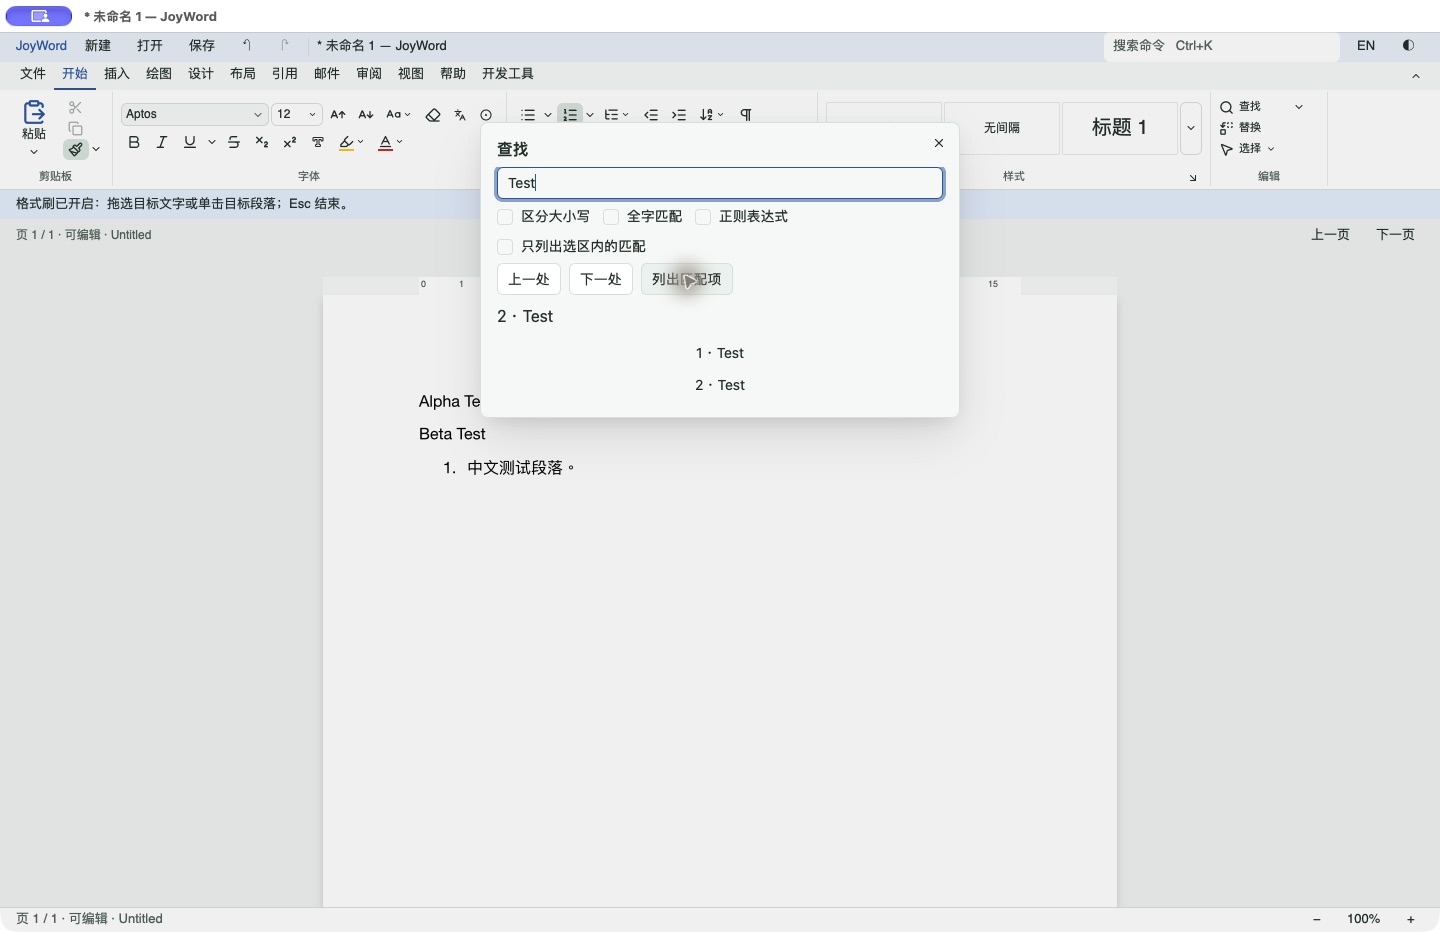 * 未命名 1 — JoyWord
JoyWord 新建 打开 保存 * 未命名 1 — JoyWord 搜索命令 Ctrl+K EN
文件 开始 插入 绘图 设计 布局 引用 邮件 审阅 视图 帮助 开发工具
粘贴
剪贴板
Aptos 12
字体
无间隔 标题 1
样式
查找
替换
选择
编辑
格式刷已开启：拖选目标文字或单击目标段落；Esc 结束。
页 1 / 1 · 可编辑 · Untitled 上一页 下一页
查找
Test
区分大小写 全字匹配 正则表达式
只列出选区内的匹配
上一处 下一处 列出匹配项
2 · Test
1 · Test
2 · Test
0 1 15
Alpha Te
Beta Test
1. 中文测试段落。
页 1 / 1 · 可编辑 · Untitled − 100% +